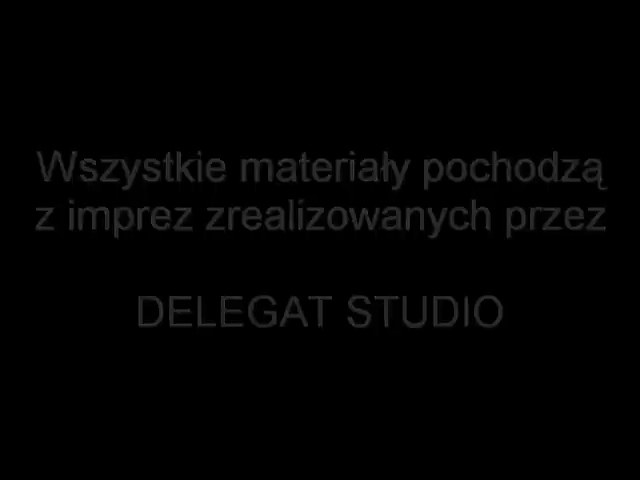 Wszystkie materiały pochodzą
z imprez zrealizowanych przez
DELEGAT STUDIO